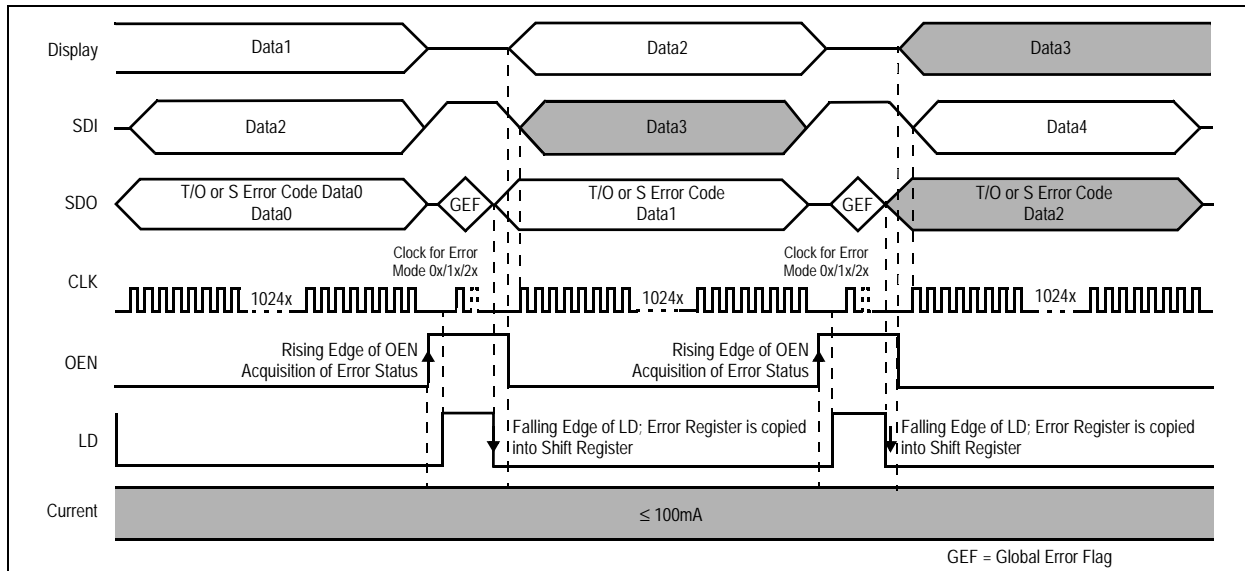 Display
Data1
Data2
Data3
SDI
Data2
Data3
Data4
SDO
T/O or S Error Code Data0
Data0
GEF
T/O or S Error Code
Data1
GEF
T/O or S Error Code
Data2
Clock for Error
Mode 0x/1x/2x
Clock for Error
Mode 0x/1x/2x
CLK
1024x
1024x
1024x
OEN
Rising Edge of OEN
Acquisition of Error Status
Rising Edge of OEN
Acquisition of Error Status
LD
Falling Edge of LD; Error Register is copied
into Shift Register
Falling Edge of LD; Error Register is copied
into Shift Register
Current
≤ 100mA
GEF = Global Error Flag